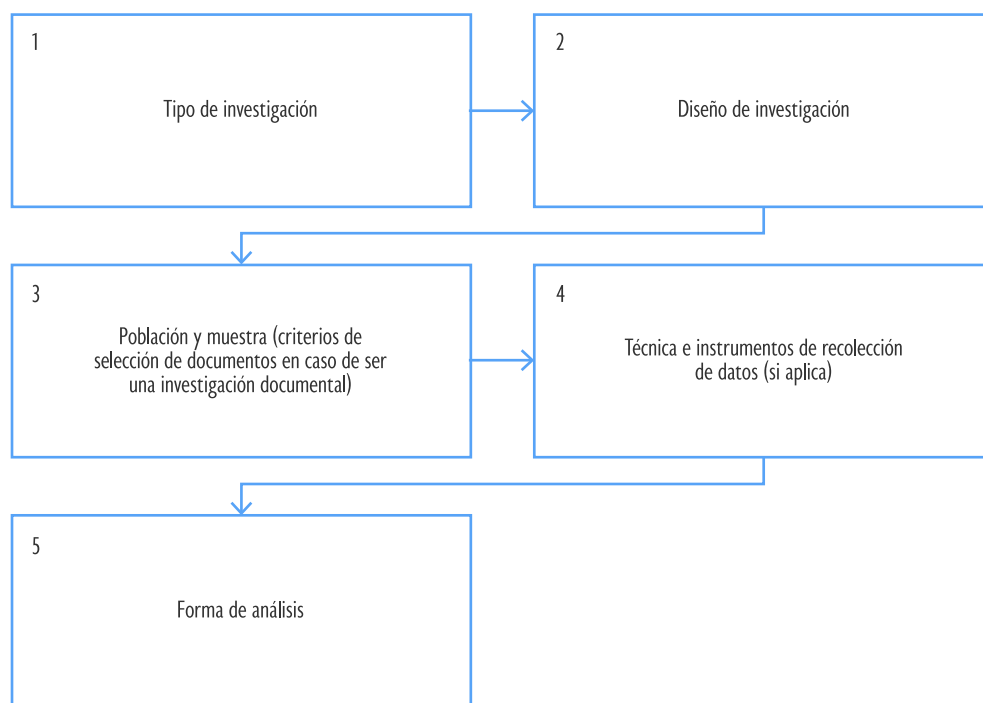 1
Tipo de investigación
2
Diseño de investigación
3
Población y muestra (criterios de
selección de documentos en caso de ser
una investigación documental)
4
Técnica e instrumentos de recolección
de datos (si aplica)
5
Forma de análisis